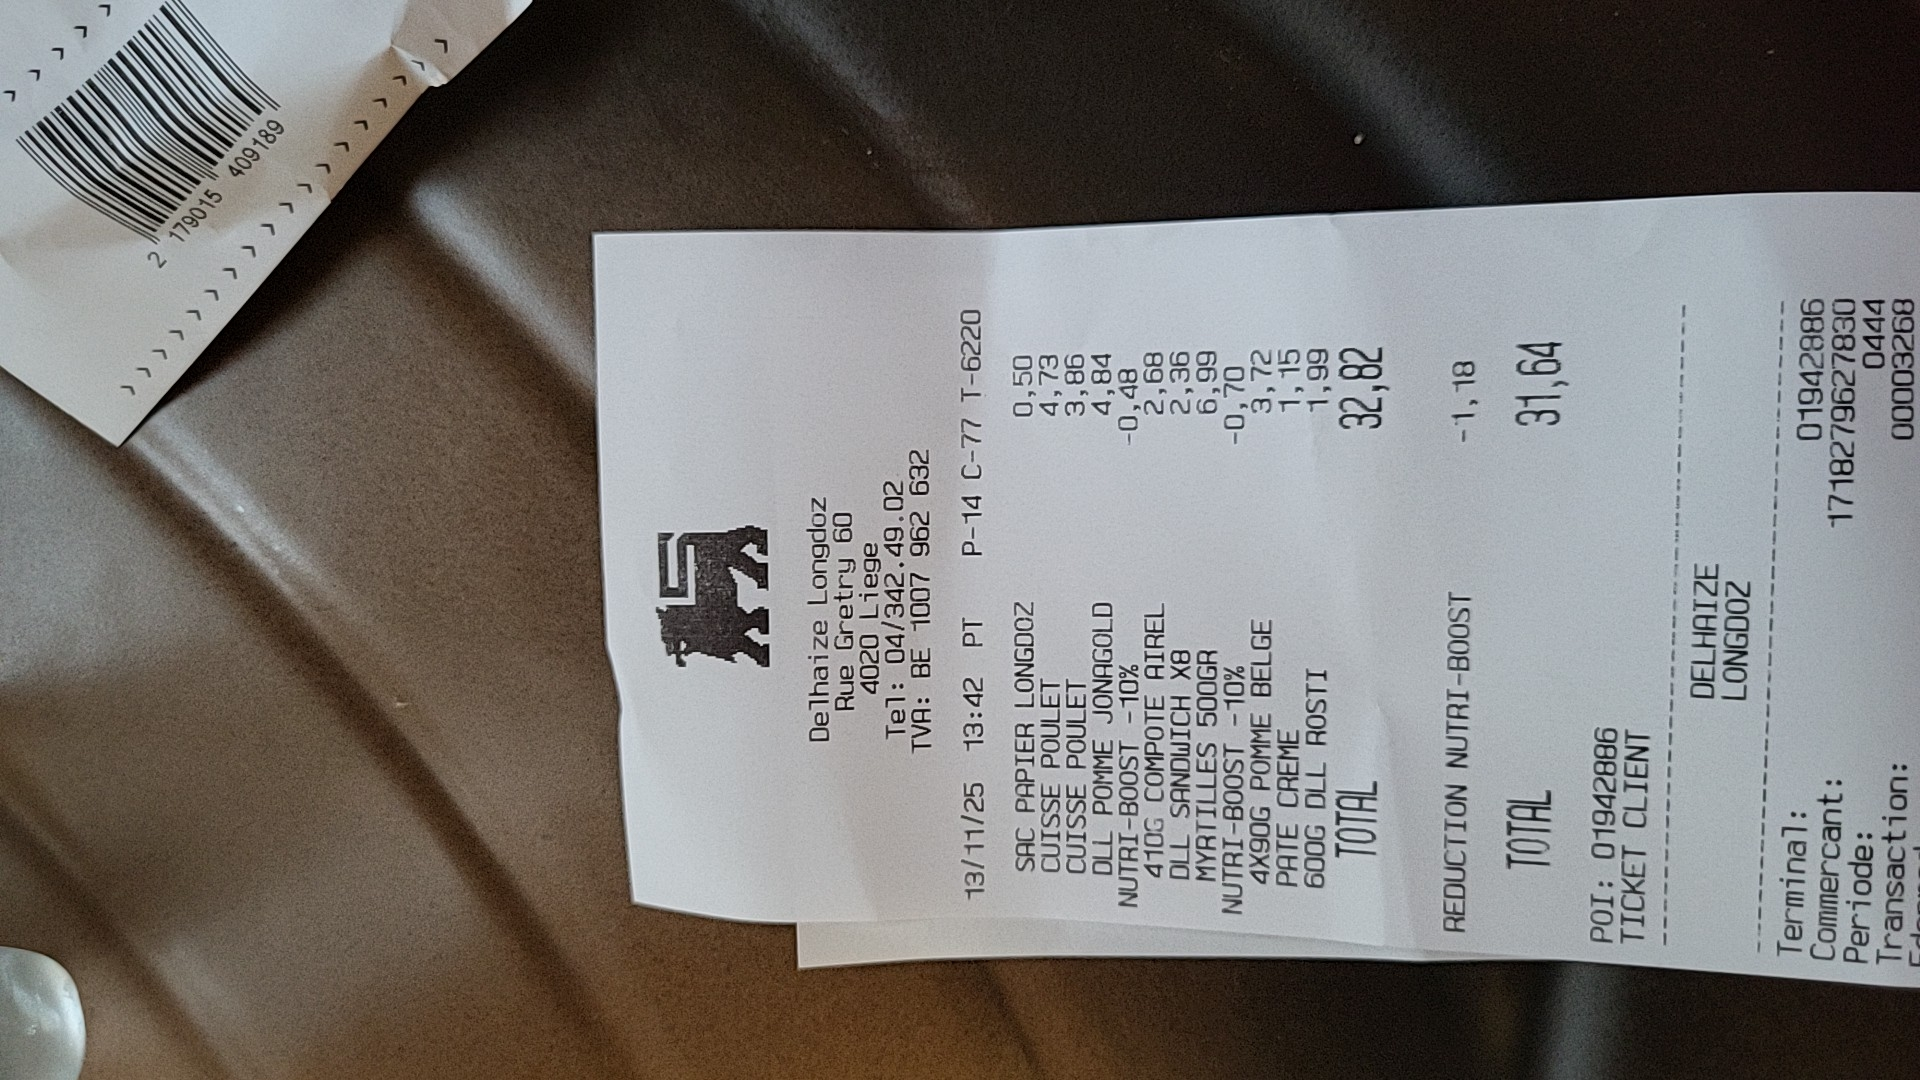 2 179015 409189
Delhaize Longdoz
Rue Gretry 60
4020 Liege
Tel: 04/342.49.02
TVA: BE 1007 962 632
13/11/25 13:42 PT P-14 C-77 T-6220
SAC PAPIER LONGDOZ 0,50
CUISSE POULET 4,73
CUISSE POULET 3,86
DLL POMME JONAGOLD 4,84
NUTRI-BOOST -10% -0,48
410G COMPOTE AIREL 2,68
DLL SANDWICH X8 2,36
MYRTILLES 500GR 6,99
NUTRI-BOOST -10% -0,70
4X90G POMME BELGE 3,72
PATE CREME 1,15
600G DLL ROSTI 1,99
TOTAL 32,82
REDUCTION NUTRI-BOOST -1,18
TOTAL 31,64
POI: 01942886
TICKET CLIENT
DELHAIZE
LONGDOZ
Terminal: 01942886
Commercant: 1718279627830
Periode: 0444
Transaction: 00003268